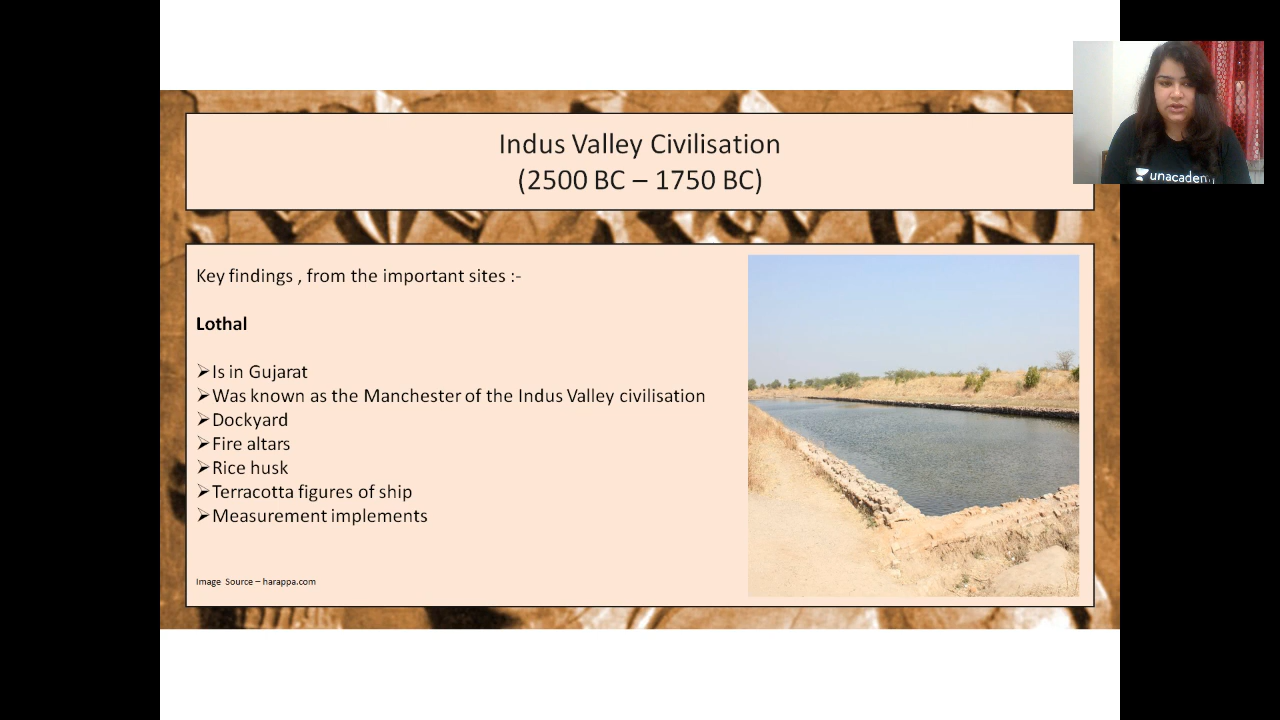 Indus Valley Civilisation
(2500 BC – 1750 BC)
unacademy
Key findings , from the important sites :-
Lothal
➢Is in Gujarat
➢Was known as the Manchester of the Indus Valley civilisation
➢Dockyard
➢Fire altars
➢Rice husk
➢Terracotta figures of ship
➢Measurement implements
Image Source – harappa.com